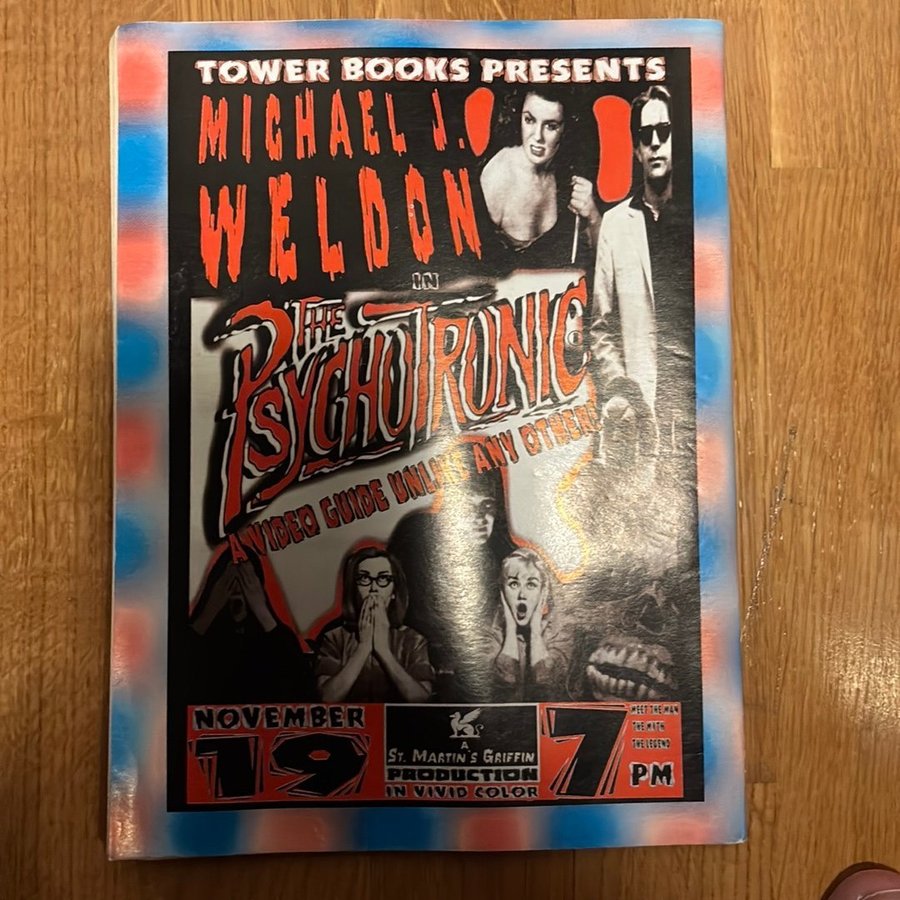 TOWER BOOKS PRESENTS
MICHAEL J.
WELDON
IN
THE
PSYCHOTRONIC
A VIDEO GUIDE UNLIKE ANY OTHER!
NOVEMBER
19
A
ST. MARTIN'S GRIFFIN
PRODUCTION
IN VIVID COLOR
7
PM
MEET THE MAN
THE MYTH
THE LEGEND